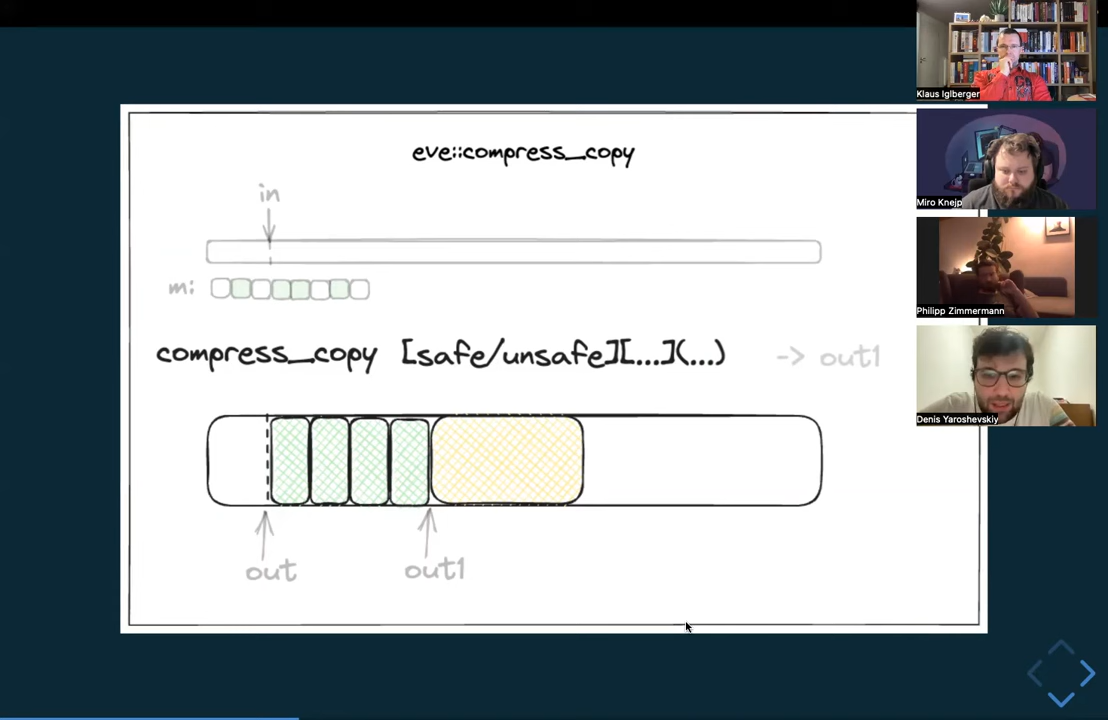 eve::compress_copy
in
m:
compress_copy [safe/unsafe][...](...) -> out1
out
out1
Klaus Iglberger
Miro Knejp
Philipp Zimmermann
Denis Yaroshevskiy